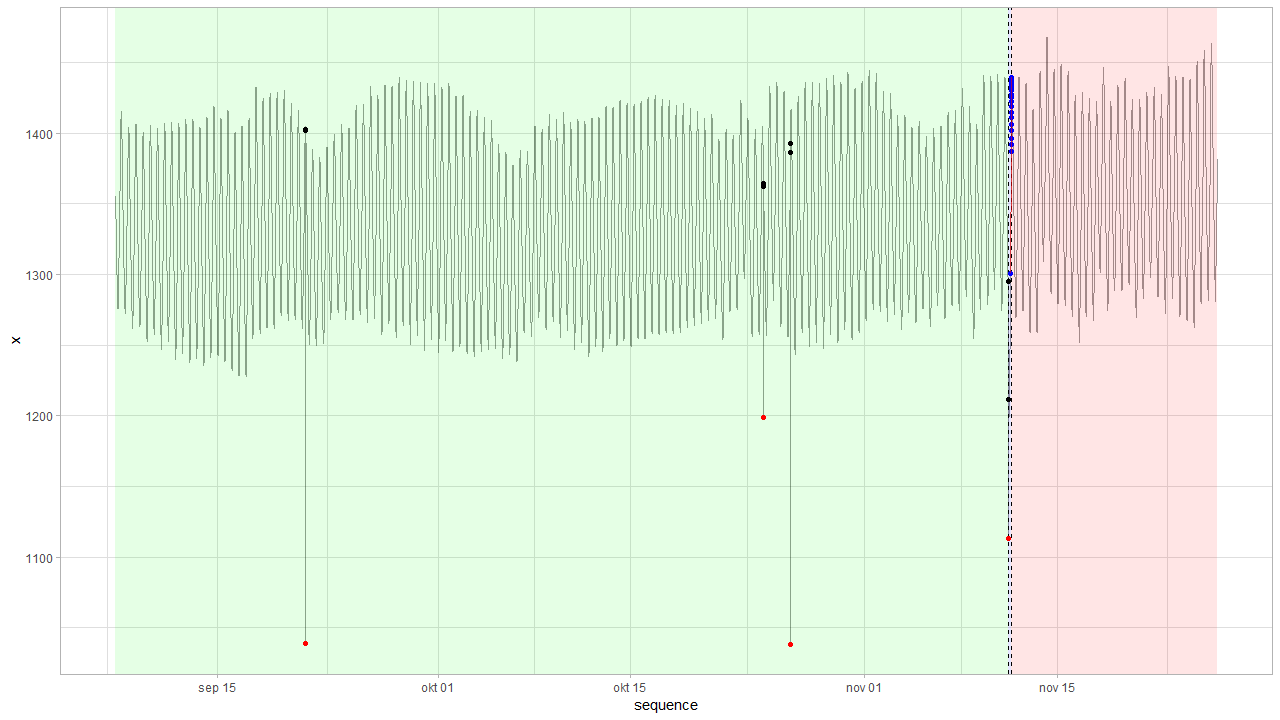 1400
1300
1200
1100
x
sep 15
okt 01
okt 15
nov 01
nov 15
sequence